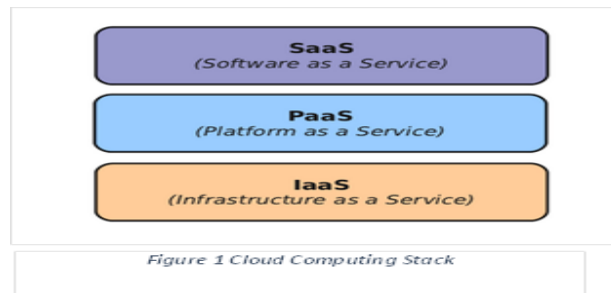 SaaS
(Software as a Service)
PaaS
(Platform as a Service)
IaaS
(Infrastructure as a Service)
Figure 1 Cloud Computing Stack